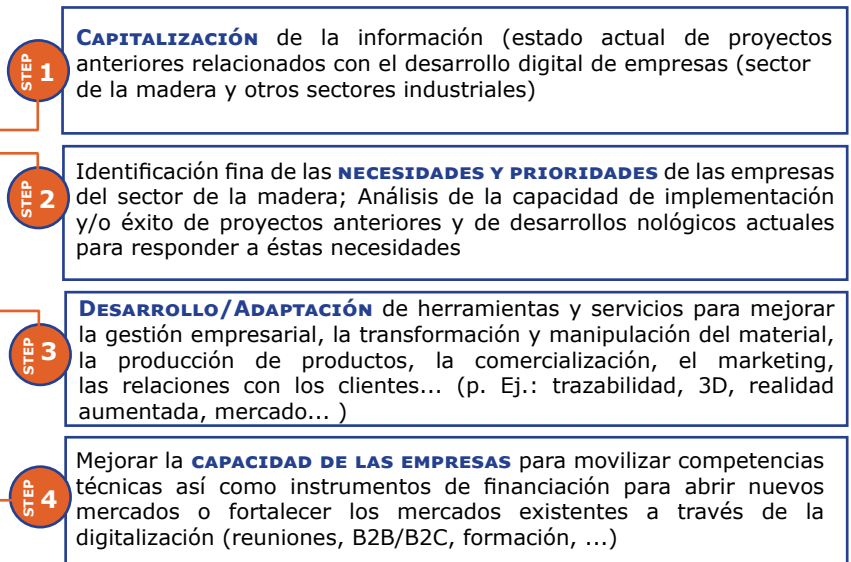 STEP 1
CAPITALIZACIÓN de la información (estado actual de proyectos
anteriores relacionados con el desarrollo digital de empresas (sector
de la madera y otros sectores industriales)
STEP 2
Identificación fina de las NECESIDADES Y PRIORIDADES de las empresas
del sector de la madera; Análisis de la capacidad de implementación
y/o éxito de proyectos anteriores y de desarrollos nológicos actuales
para responder a éstas necesidades
STEP 3
DESARROLLO/ADAPTACIÓN de herramientas y servicios para mejorar
la gestión empresarial, la transformación y manipulación del material,
la producción de productos, la comercialización, el marketing,
las relaciones con los clientes... (p. Ej.: trazabilidad, 3D, realidad
aumentada, mercado... )
STEP 4
Mejorar la CAPACIDAD DE LAS EMPRESAS para movilizar competencias
técnicas así como instrumentos de financiación para abrir nuevos
mercados o fortalecer los mercados existentes a través de la
digitalización (reuniones, B2B/B2C, formación, ...)